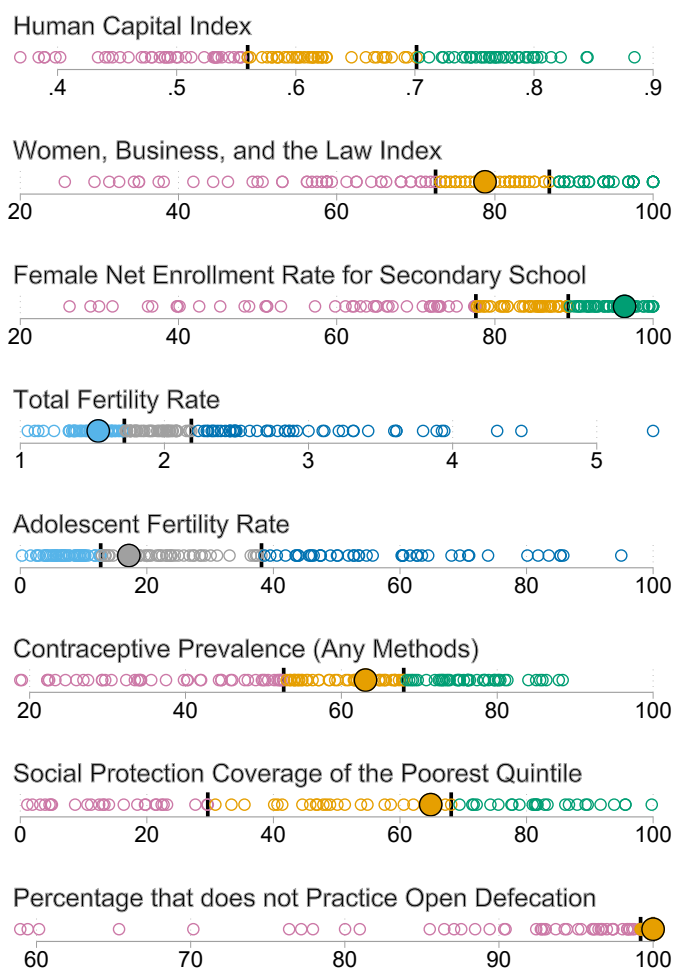 Human Capital Index
.4 .5 .6 .7 .8 .9
Women, Business, and the Law Index
20 40 60 80 100
Female Net Enrollment Rate for Secondary School
20 40 60 80 100
Total Fertility Rate
1 2 3 4 5
Adolescent Fertility Rate
0 20 40 60 80 100
Contraceptive Prevalence (Any Methods)
20 40 60 80 100
Social Protection Coverage of the Poorest Quintile
0 20 40 60 80 100
Percentage that does not Practice Open Defecation
60 70 80 90 100